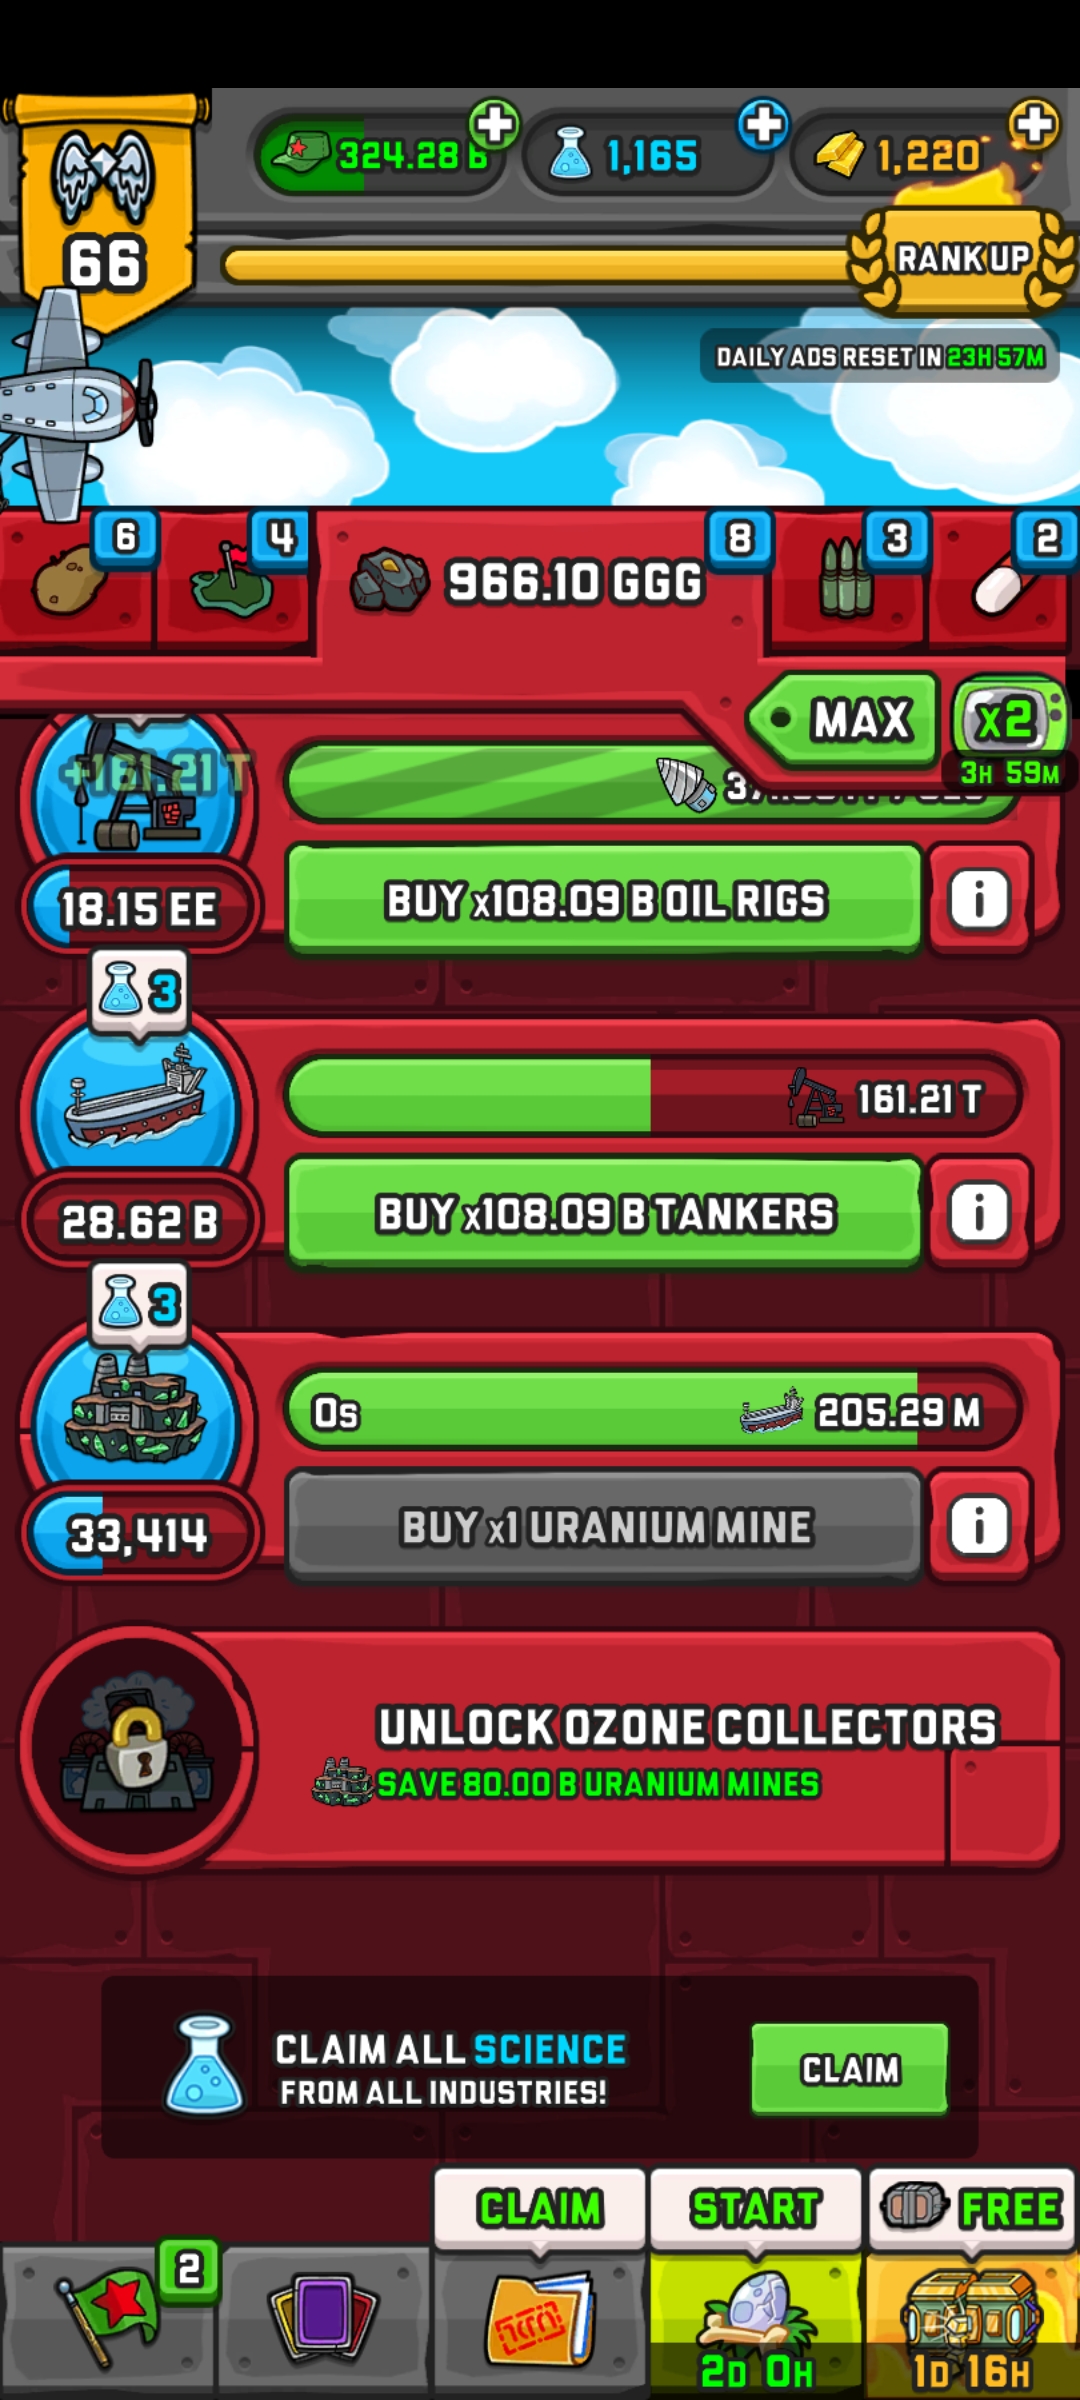 324.28 B
1,165
1,220
66
RANK UP
DAILY ADS RESET IN 23H 57M
6
4
966.10 GGG
8
3
2
MAX
x2
3H 59M
+161.21 T
18.15 EE
BUY x108.09 B OIL RIGS
i
3
161.21 T
28.62 B
BUY x108.09 B TANKERS
i
3
0s
205.29 M
33,414
BUY x1 URANIUM MINE
i
UNLOCK OZONE COLLECTORS
SAVE 80.00 B URANIUM MINES
CLAIM ALL SCIENCE
FROM ALL INDUSTRIES!
CLAIM
CLAIM
START
FREE
2
2D 0H
1D 16H